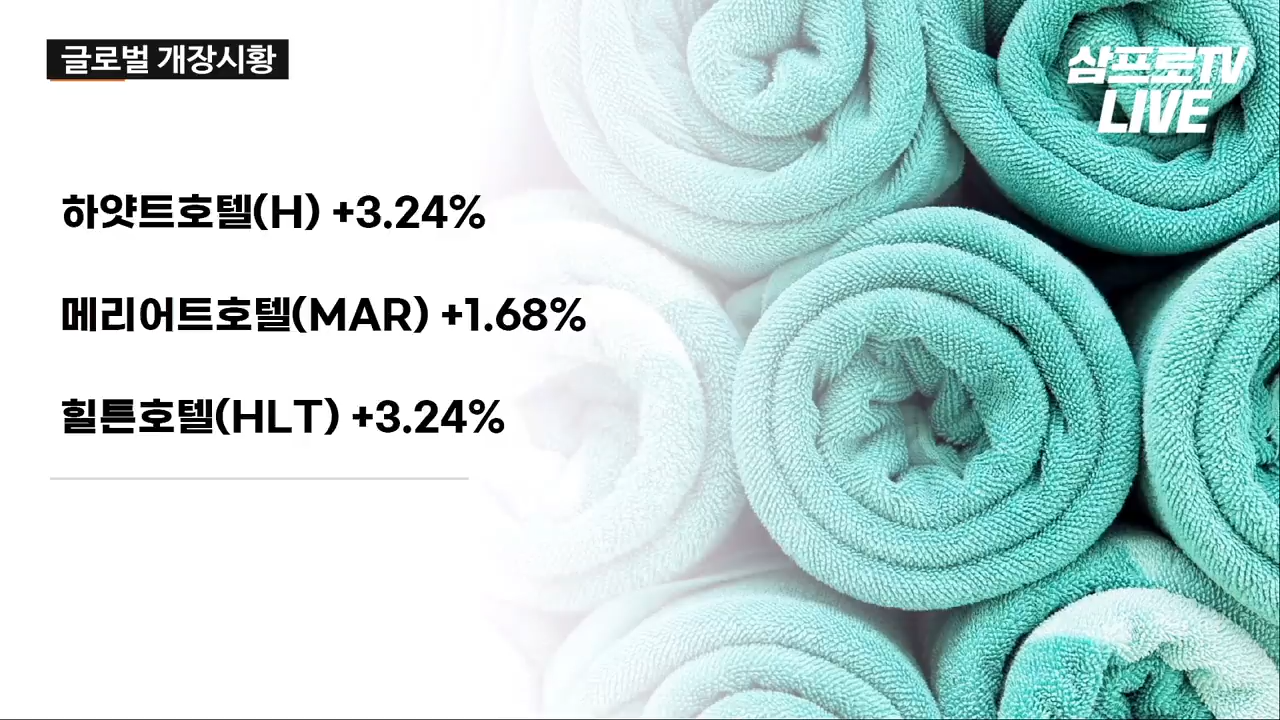 글로벌 개장시황
삼프로TV
LIVE
하얏트호텔(H) +3.24%
메리어트호텔(MAR) +1.68%
힐튼호텔(HLT) +3.24%